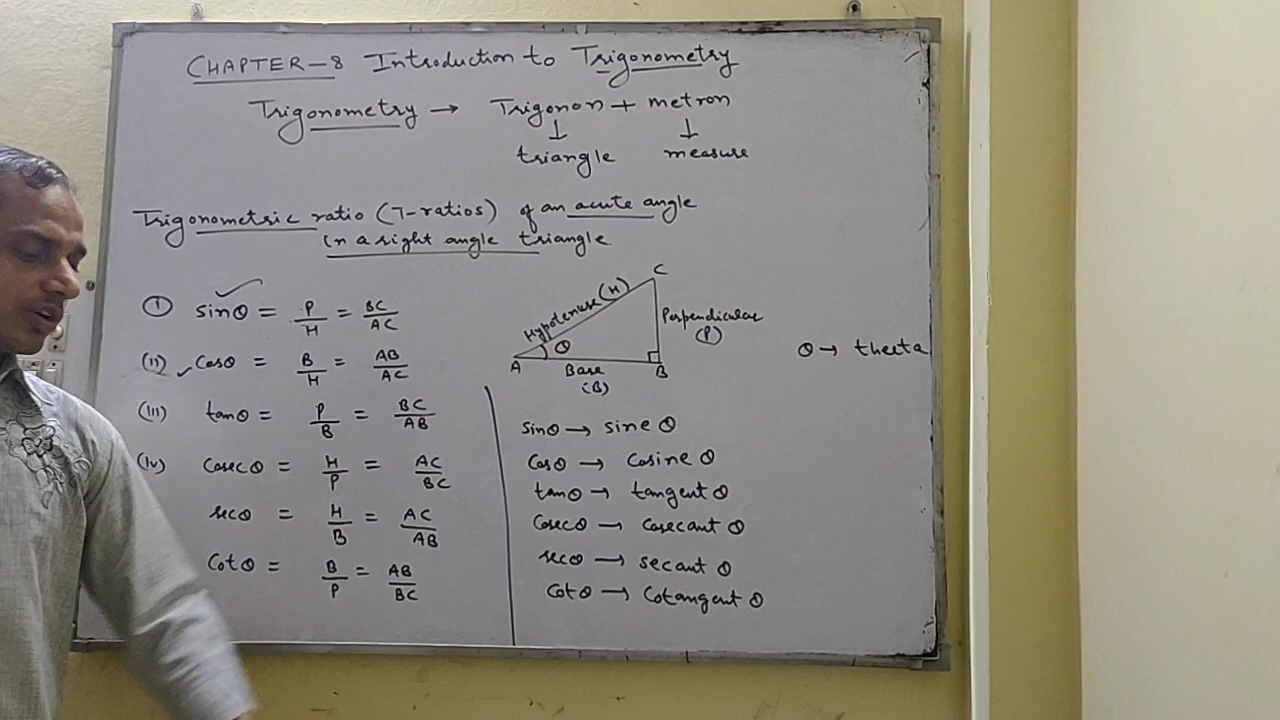 CHAPTER-8 Introduction to Trigonometry
Trigonometry → Trigonon + metron
↓ ↓
triangle measure
Trigonometric ratio (T-ratios) of an acute angle
in a right angle triangle
(i) sinθ = P/H = BC/AC
(ii) Cosθ = B/H = AB/AC
(iii) tanθ = P/B = BC/AB
(iv) Cosecθ = H/P = AC/BC
secθ = H/B = AC/AB
Cotθ = B/P = AB/BC
C
Hypotenuse (H)
Perpendicular
(P)
θ
A
Base
(B)
B
θ → theeta
sinθ → sine θ
Cosθ → Cosine θ
tanθ → tangent θ
Cosecθ → Cosecant θ
secθ → secant θ
Cotθ → Cotangent θ